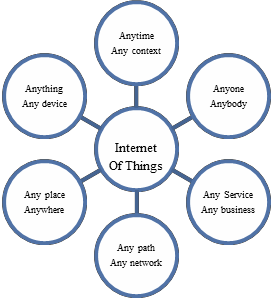 Anytime
Any context
Anything
Any device
Anyone
Anybody
Internet
Of Things
Any place
Anywhere
Any Service
Any business
Any path
Any network